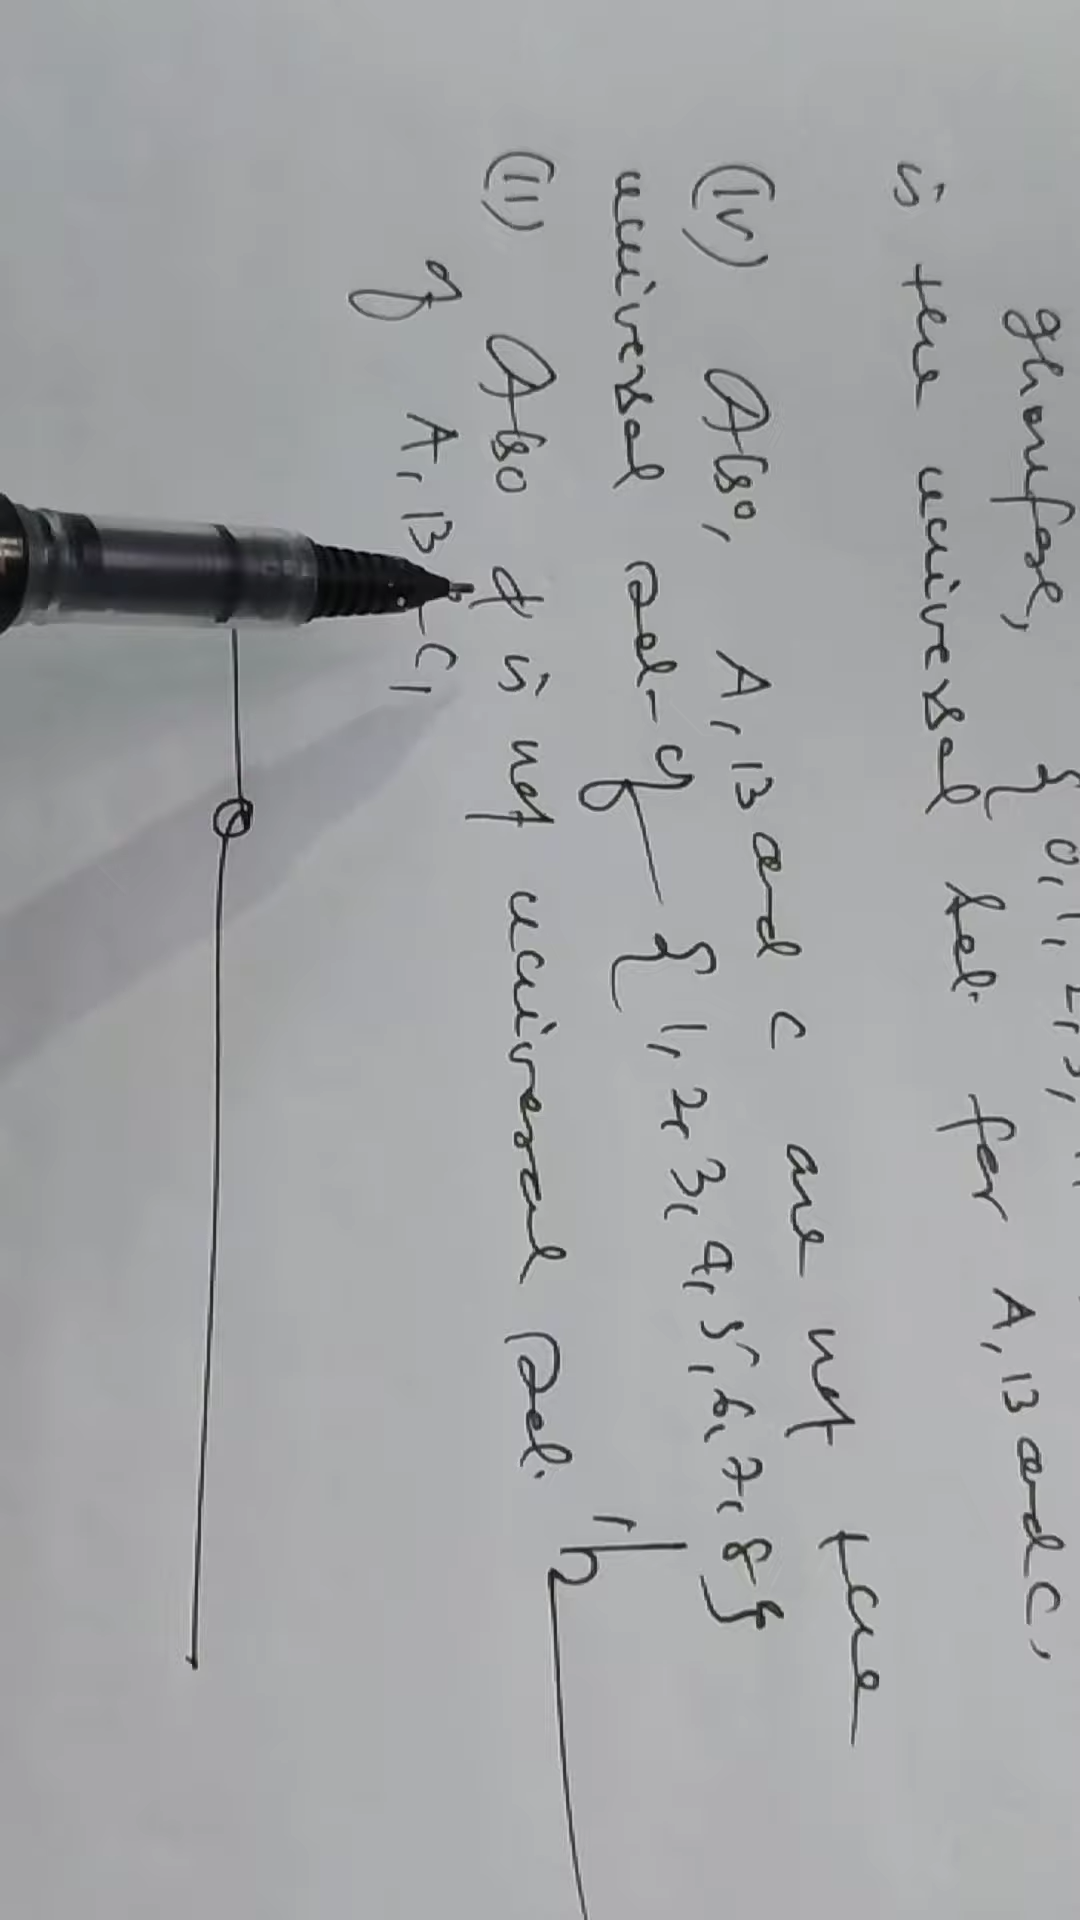 Therefore, { 0, 1, 2, 3,
is the universal set for A, B and C,
(iv) Also, A, B and C are not the
universal set of { 1, 2, 3, 4, 5, 6, 7, 8 }
(ii) Also ϕ is not universal set
of A, B C,